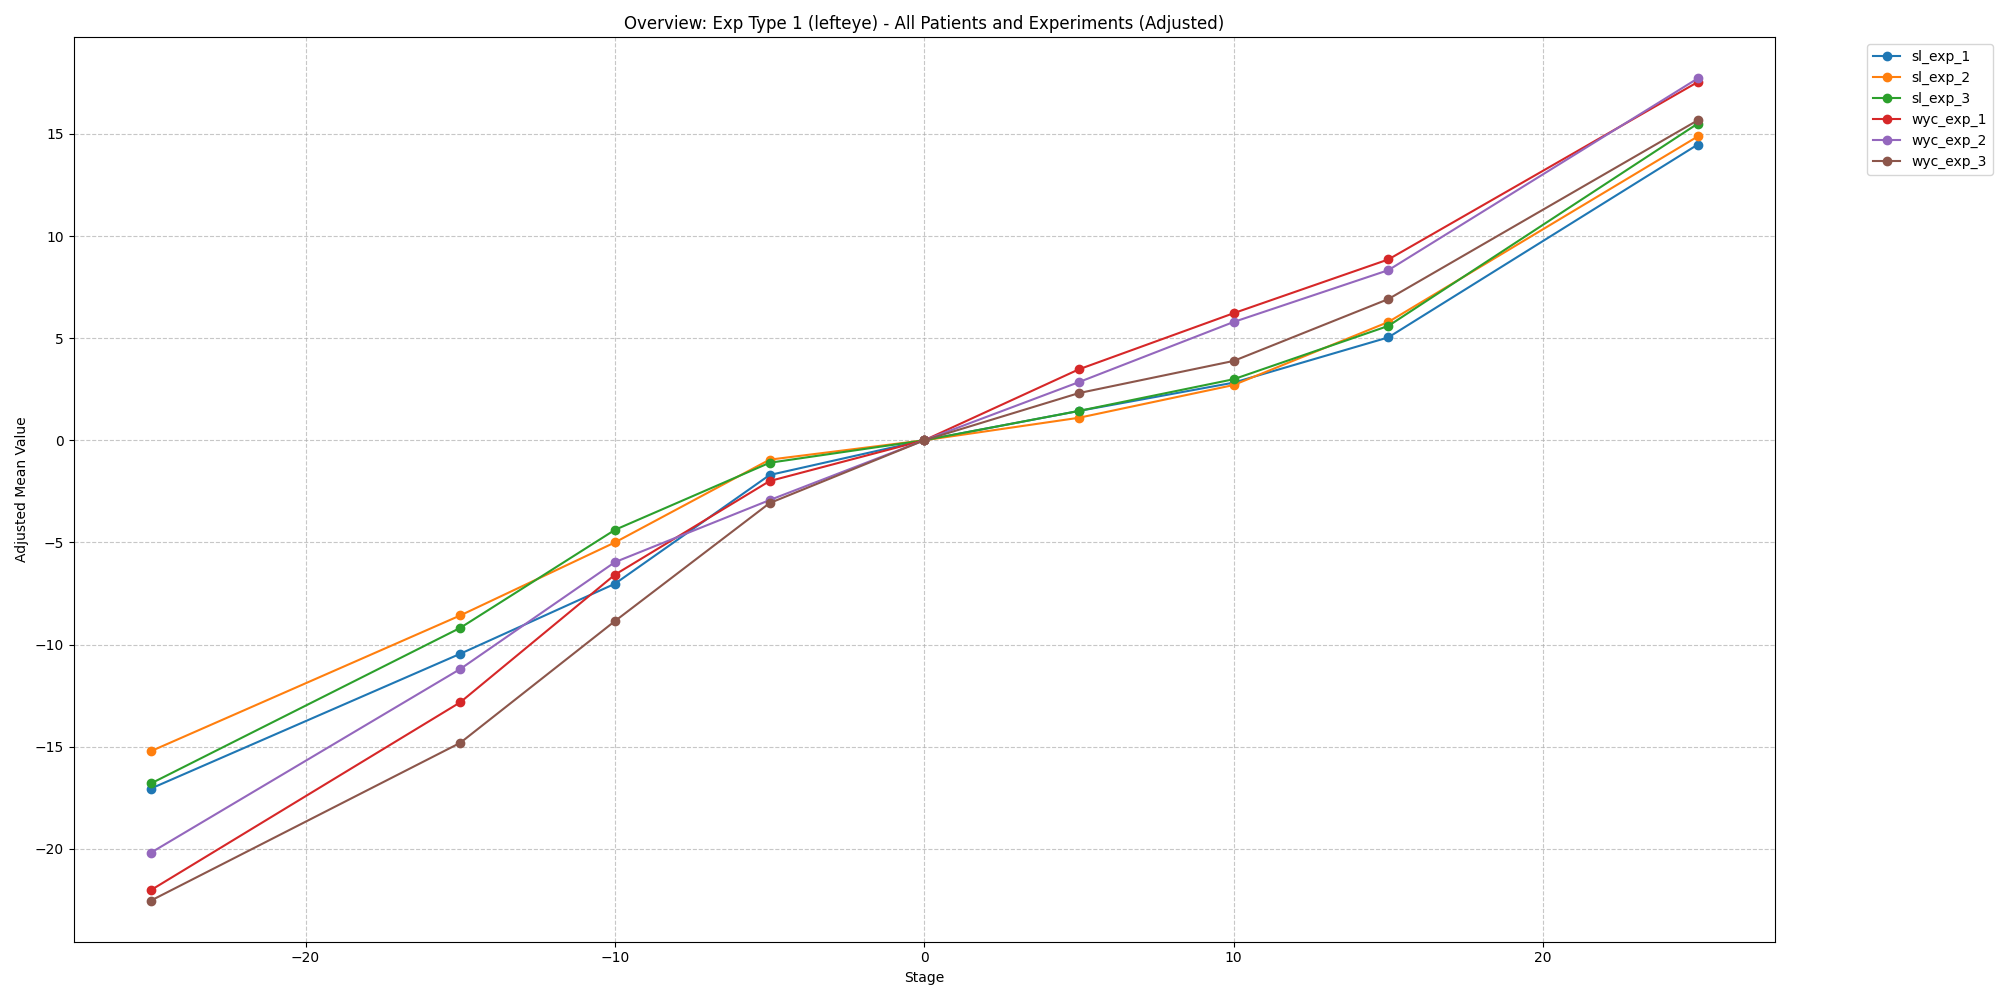 Overview: Exp Type 1 (lefteye) - All Patients and Experiments (Adjusted)
sl_exp_1
sl_exp_2
sl_exp_3
wyc_exp_1
wyc_exp_2
wyc_exp_3
Adjusted Mean Value
15
10
5
0
−5
−10
−15
−20
−20
−10
0
10
20
Stage